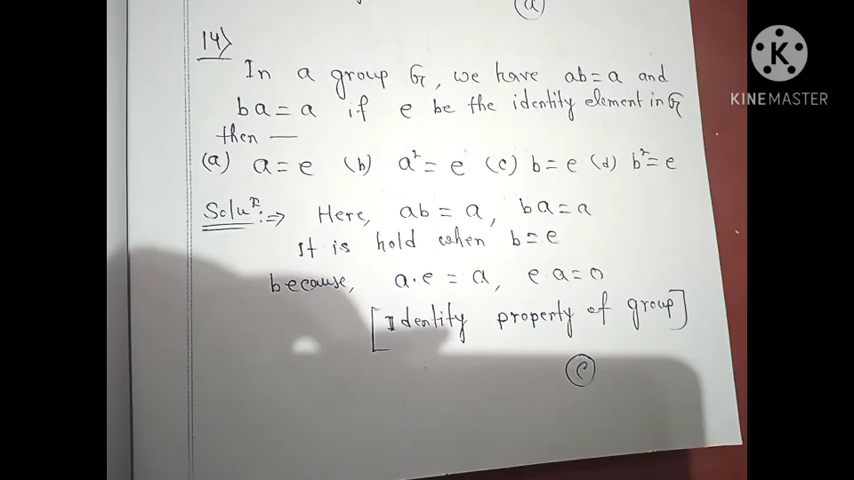 (a)
14)
In a group G, we have ab=a and
ba=a if e be the identity element in G
then —
(a) a=e (b) a²=e (c) b=e (d) b²=e
Soluⁿ:⇒ Here, ab=a, ba=a
It is hold when b=e
because, a.e=a, e a=a
[Identity property of group]
(c)
KINEMASTER